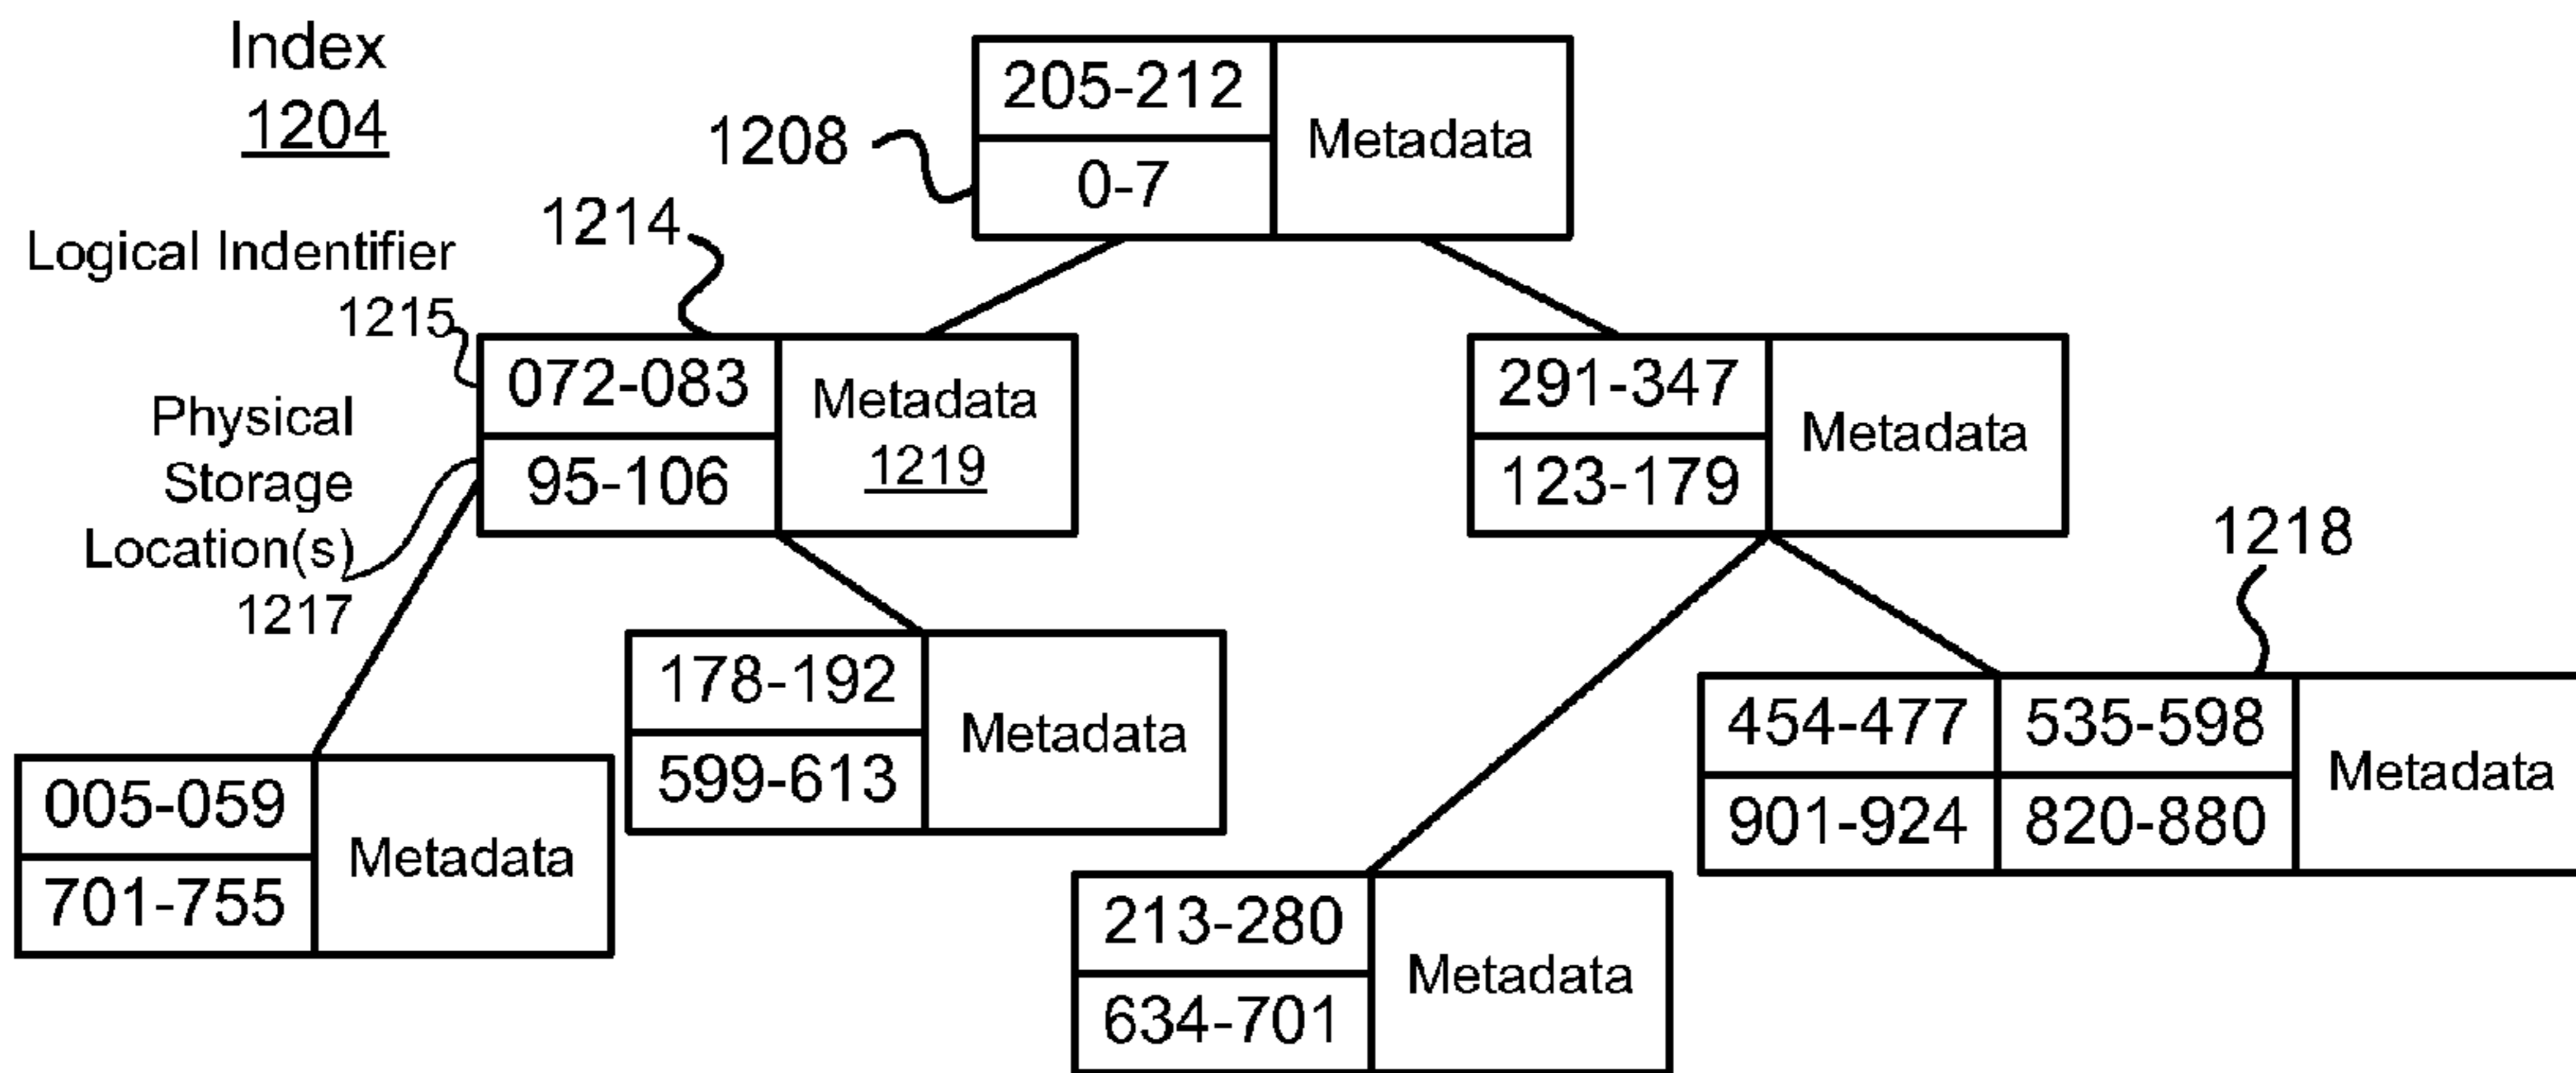 Index
1204
205-212
Metadata
0-7
1208
1214
Logical Indentifier
1215
072-083
95-106
Metadata
1219
Physical
Storage
Location(s)
1217
291-347
123-179
Metadata
1218
178-192
599-613
Metadata
454-477
535-598
901-924
820-880
Metadata
005-059
701-755
Metadata
213-280
634-701
Metadata